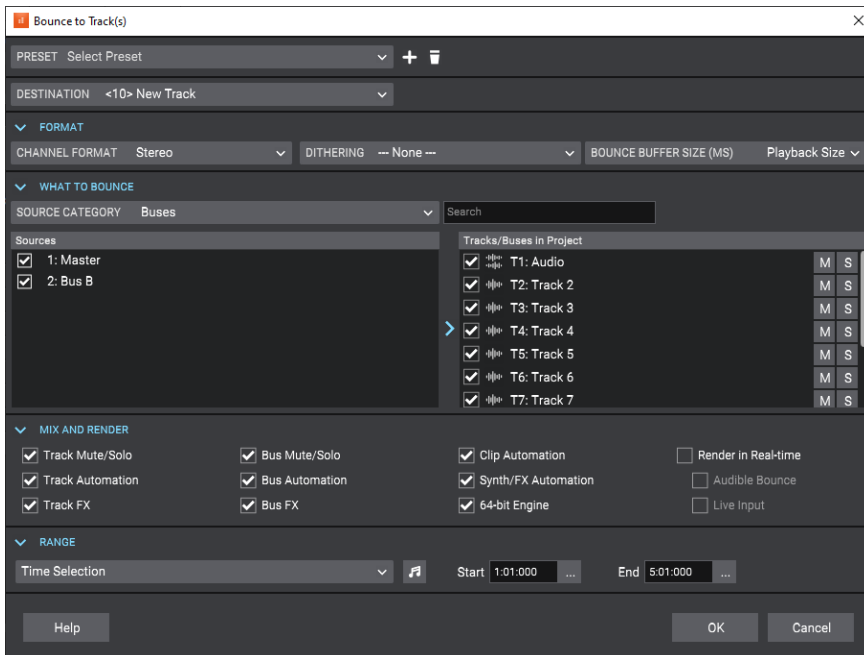 Bounce to Track(s)
PRESET Select Preset
DESTINATION <10> New Track
FORMAT
CHANNEL FORMAT Stereo DITHERING --- None --- BOUNCE BUFFER SIZE (MS) Playback Size
WHAT TO BOUNCE
SOURCE CATEGORY Buses Search
Sources Tracks/Buses in Project
1: Master T1: Audio M S
2: Bus B T2: Track 2 M S
T3: Track 3 M S
T4: Track 4 M S
T5: Track 5 M S
T6: Track 6 M S
T7: Track 7 M S
MIX AND RENDER
Track Mute/Solo Bus Mute/Solo Clip Automation Render in Real-time
Track Automation Bus Automation Synth/FX Automation Audible Bounce
Track FX Bus FX 64-bit Engine Live Input
RANGE
Time Selection Start 1:01:000 ... End 5:01:000 ...
Help OK Cancel